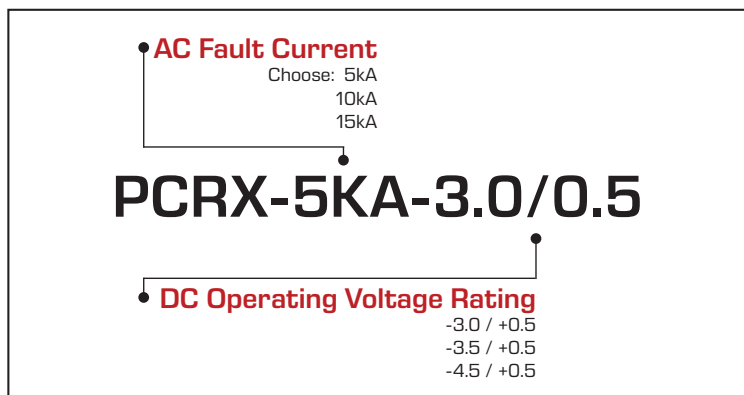 AC Fault Current
Choose: 5kA
10kA
15kA
PCRX-5KA-3.0/0.5
DC Operating Voltage Rating
-3.0 / +0.5
-3.5 / +0.5
-4.5 / +0.5